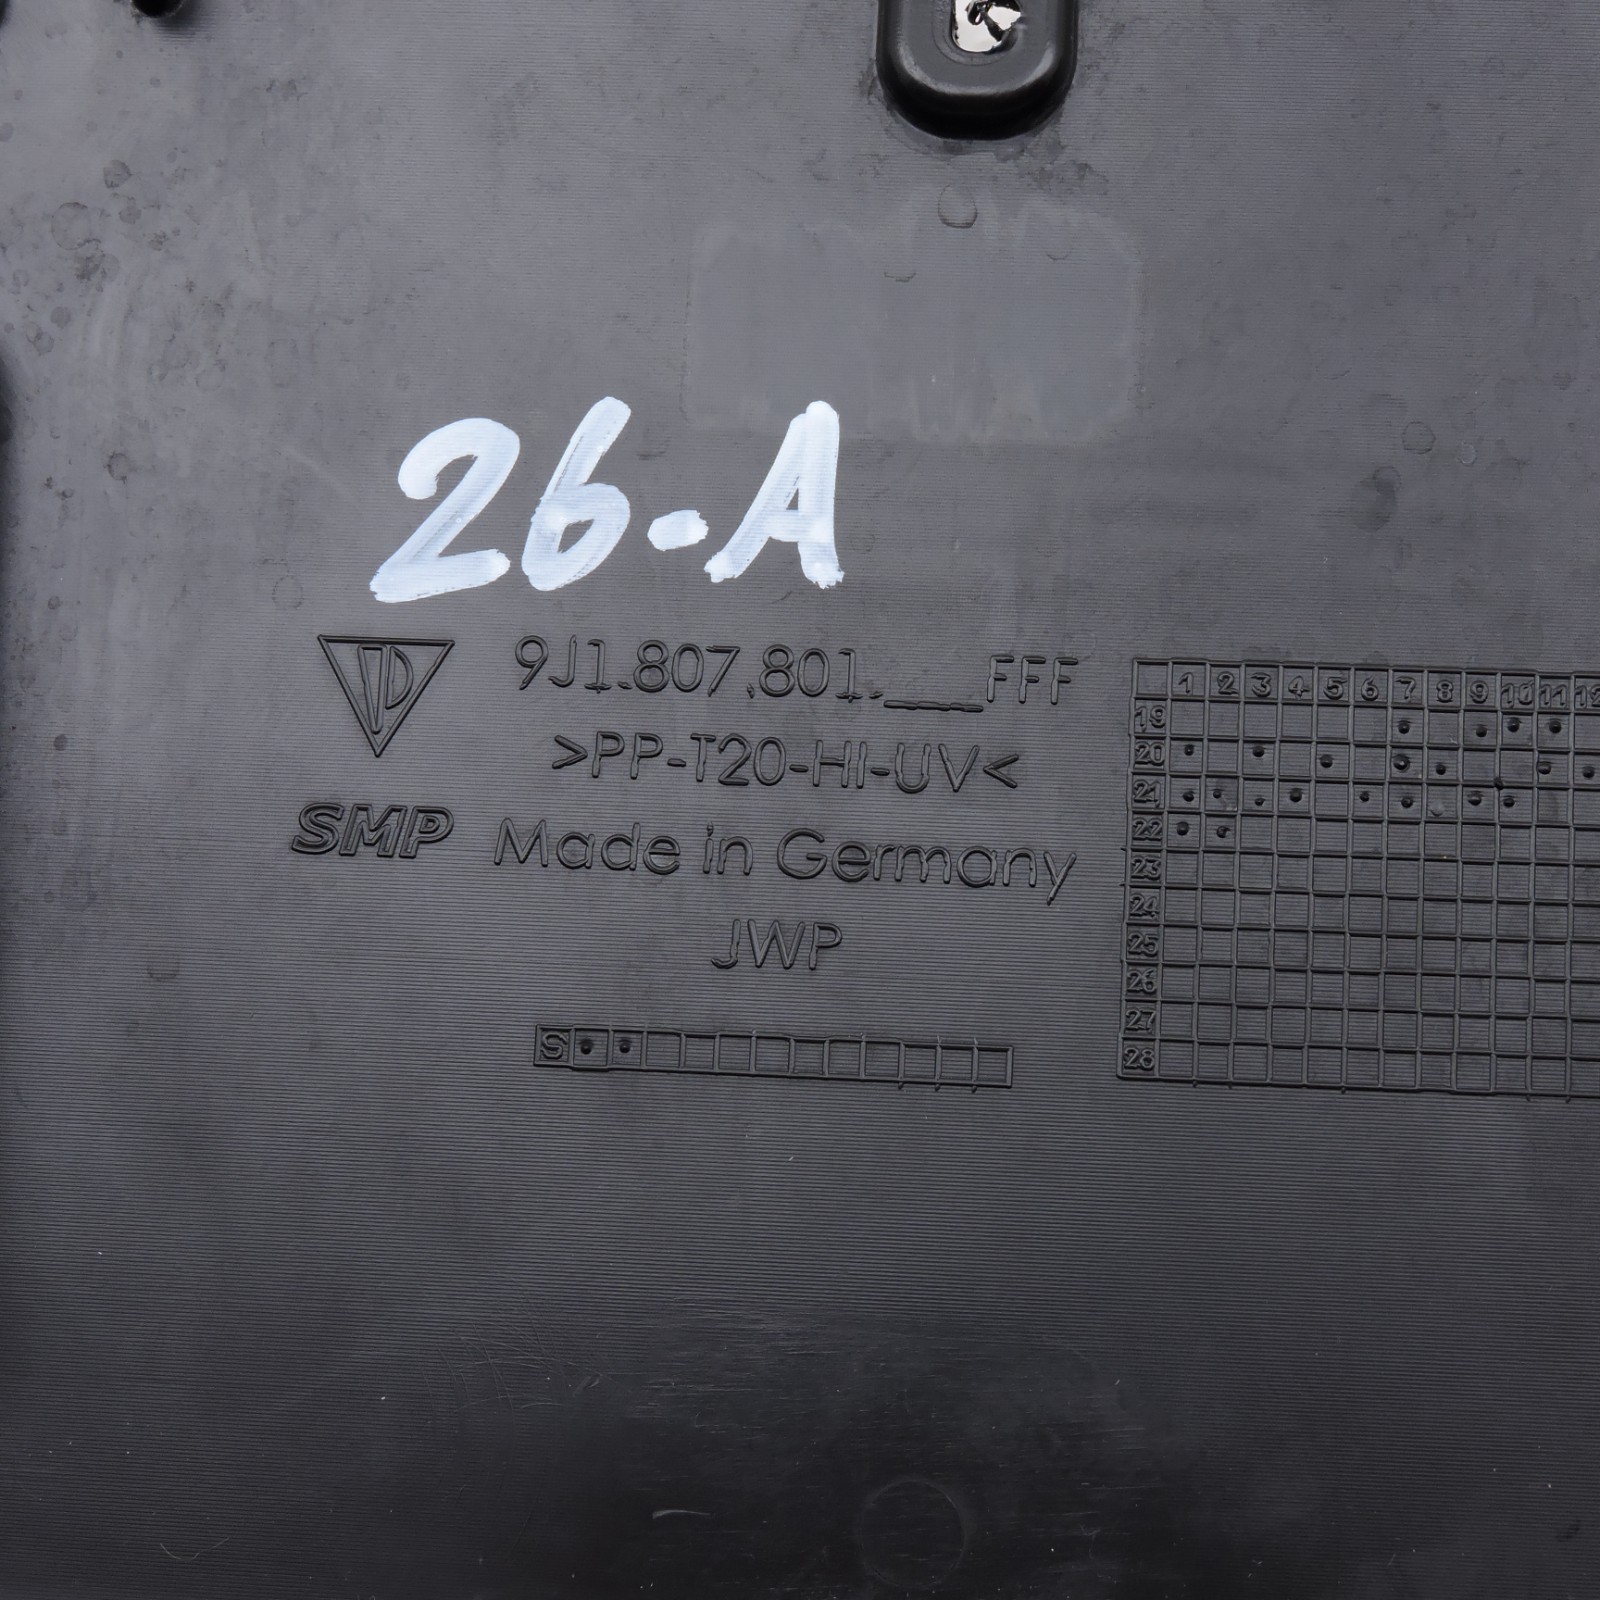 26-A
9J1.807.801.___FFF
>PP-T20-HI-UV<
SMP Made in Germany
JWP
S
1 2 3 4 5 6 7 8 9 10 11 12
19
20
21
22
23
24
25
26
27
28